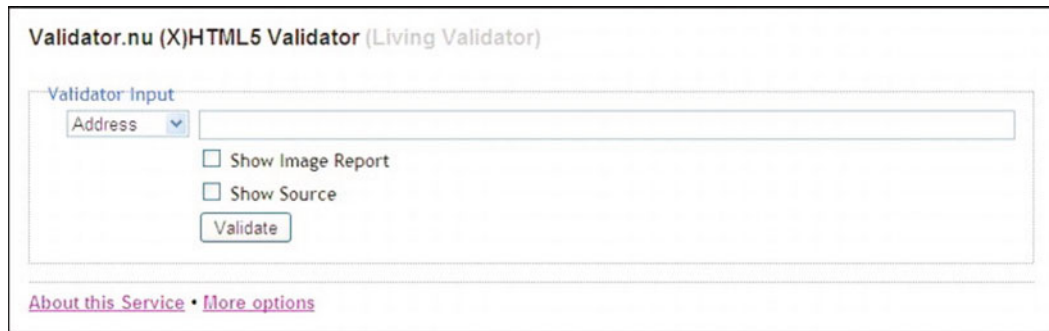 Validator.nu (X)HTML5 Validator (Living Validator)
Validator Input
Address
Show Image Report
Show Source
Validate
About this Service • More options